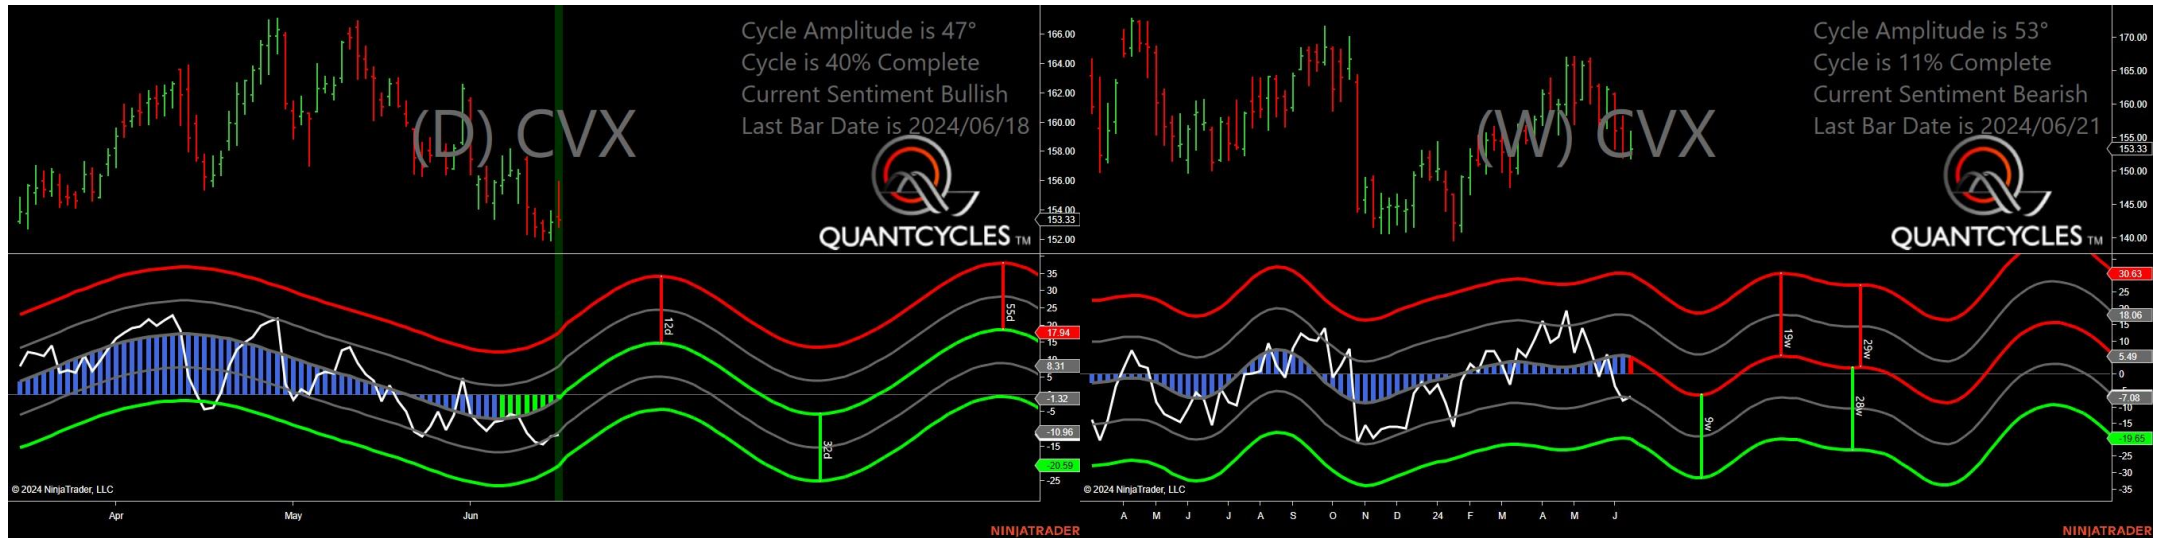 Cycle Amplitude is 47°
Cycle is 40% Complete
Current Sentiment Bullish
Last Bar Date is 2024/06/18
(D) CVX
QUANTCYCLES TM
166.00
164.00
162.00
160.00
158.00
156.00
154.00
153.33
152.00
35
30
25
20
17.94
15
10
8.31
5
-1.32
-5
-10.96
-15
-20.59
-25
12d
32d
55d
© 2024 NinjaTrader, LLC
Apr
May
Jun
NINJATRADER
Cycle Amplitude is 53°
Cycle is 11% Complete
Current Sentiment Bearish
Last Bar Date is 2024/06/21
(W) CVX
QUANTCYCLES TM
170.00
165.00
160.00
155.00
153.33
150.00
145.00
140.00
30.63
25
20
18.06
15
10
5.49
0
-7.08
-10
-15
-19.65
-25
-30
-35
9w
19w
28w
29w
© 2024 NinjaTrader, LLC
A M J J A S O N D 24 F M A M J
NINJATRADER